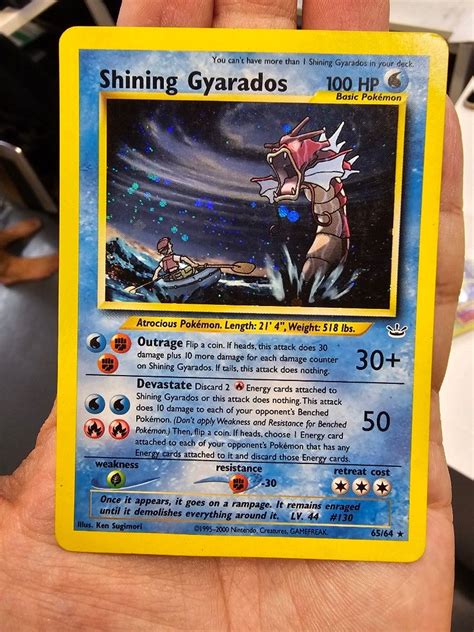 You can't have more than 1 Shining Gyarados in your deck.
Shining Gyarados 100 HP
Basic Pokémon
Atrocious Pokémon. Length: 21' 4", Weight: 518 lbs.
Outrage Flip a coin. If heads, this attack does 30
damage plus 10 more damage for each damage counter
on Shining Gyarados. If tails, this attack does nothing.
30+
Devastate Discard 2 Energy cards attached to
Shining Gyarados or this attack does nothing. This attack
does 10 damage to each of your opponent's Benched
Pokémon. (Don't apply Weakness and Resistance for Benched
Pokémon.) Then, flip a coin. If heads, choose 1 Energy card
attached to each of your opponent's Pokémon that has any
Energy cards attached to it and discard those Energy cards.
50
weakness resistance retreat cost
-30
Once it appears, it goes on a rampage. It remains enraged
until it demolishes everything around it. LV. 44 #130
Illus. Ken Sugimori ©1995-2000 Nintendo, Creatures, GAMEFREAK. 65/64